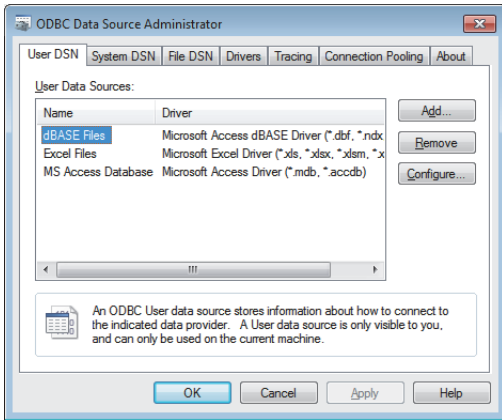 ODBC Data Source Administrator
User DSN System DSN File DSN Drivers Tracing Connection Pooling About
User Data Sources:
Name Driver
Add...
dBASE Files Microsoft Access dBASE Driver (*.dbf, *.ndx
Excel Files Microsoft Excel Driver (*.xls, *.xlsx, *.xlsm, *.x
Remove
MS Access Database Microsoft Access Driver (*.mdb, *.accdb)
Configure...
An ODBC User data source stores information about how to connect to
the indicated data provider. A User data source is only visible to you,
and can only be used on the current machine.
OK Cancel Apply Help